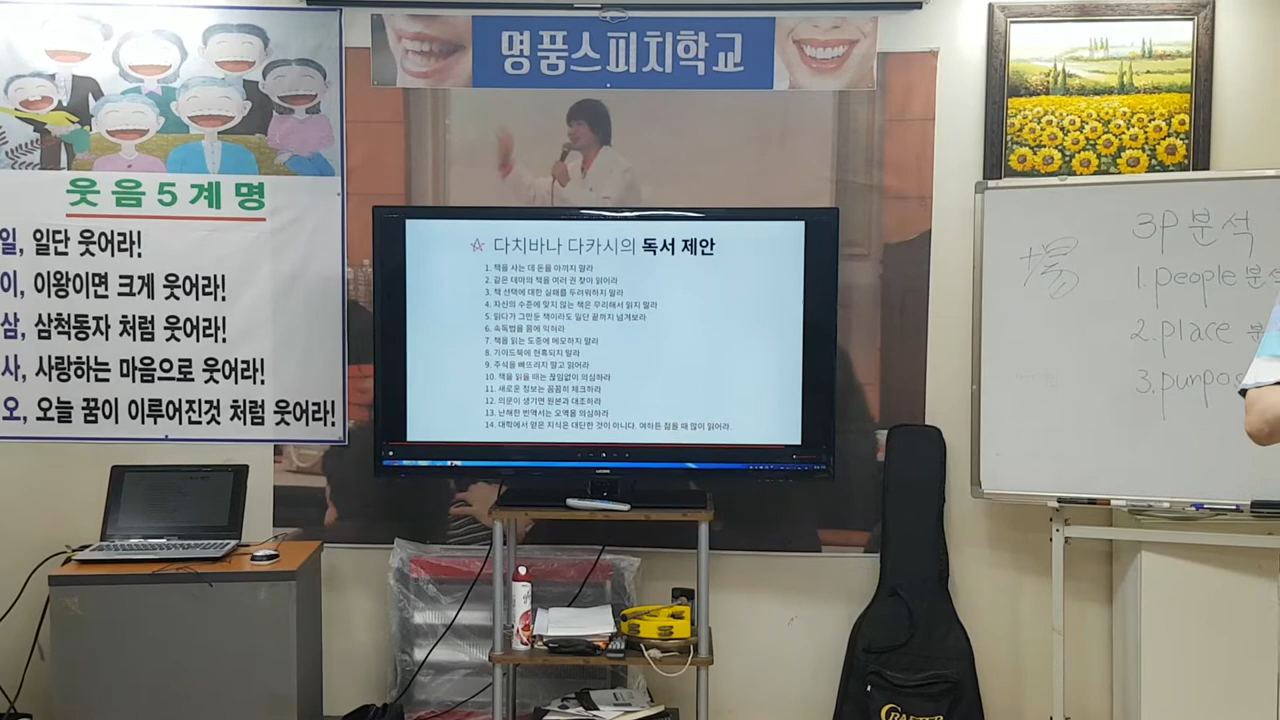 명품스피치학교
웃음5계명
일, 일단 웃어라!
이, 이왕이면 크게 웃어라!
삼, 삼척동자 처럼 웃어라!
사, 사랑하는 마음으로 웃어라!
오, 오늘 꿈이 이루어진것 처럼 웃어라!
다치바나 다카시의 독서 제안
1. 책을 사는 데 돈을 아끼지 말라
2. 같은 테마의 책을 여러 권 찾아 읽어라
3. 책 선택에 대한 실패를 두려워하지 말라
4. 자신의 수준에 맞지 않는 책은 무리해서 읽지 말라
5. 읽다가 그만둔 책이라도 일단 끝까지 넘겨보라
6. 속독법을 몸에 익혀라
7. 책을 읽는 도중에 메모하지 말라
8. 가이드북에 현혹되지 말라
9. 주석을 빠뜨리지 말고 읽어라
10. 책을 읽을 때는 끊임없이 의심하라
11. 새로운 정보는 꼼꼼히 체크하라
12. 의문이 생기면 원본과 대조하라
13. 난해한 번역서는 오역을 의심하라
14. 대학에서 얻은 지식은 대단한 것이 아니다. 여하튼 젊을 때 많이 읽어라.
場
3P분석
1. people 분석
2. place 분
3. purpos